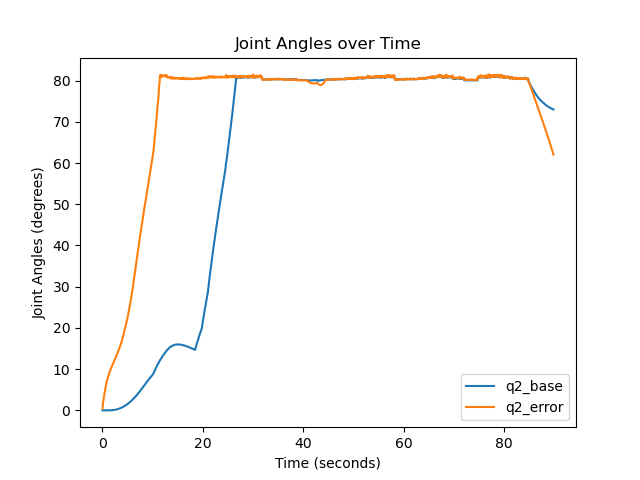 Joint Angles over Time
Joint Angles (degrees)
80
70
60
50
40
30
20
10
0
0 20 40 60 80
Time (seconds)
q2_base
q2_error